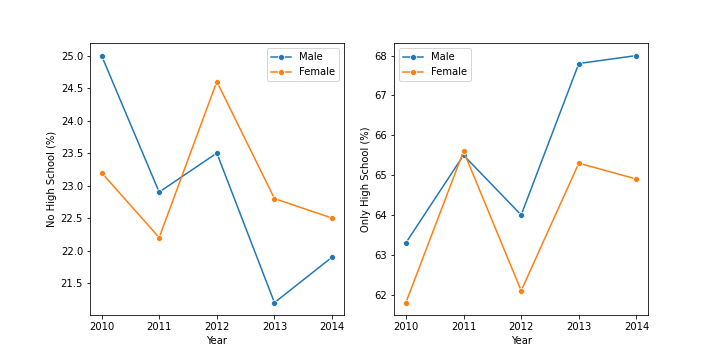 No High School (%)
25.0
24.5
24.0
23.5
23.0
22.5
22.0
21.5
Male
Female
2010 2011 2012 2013 2014
Year
Only High School (%)
68
67
66
65
64
63
62
Male
Female
2010 2011 2012 2013 2014
Year